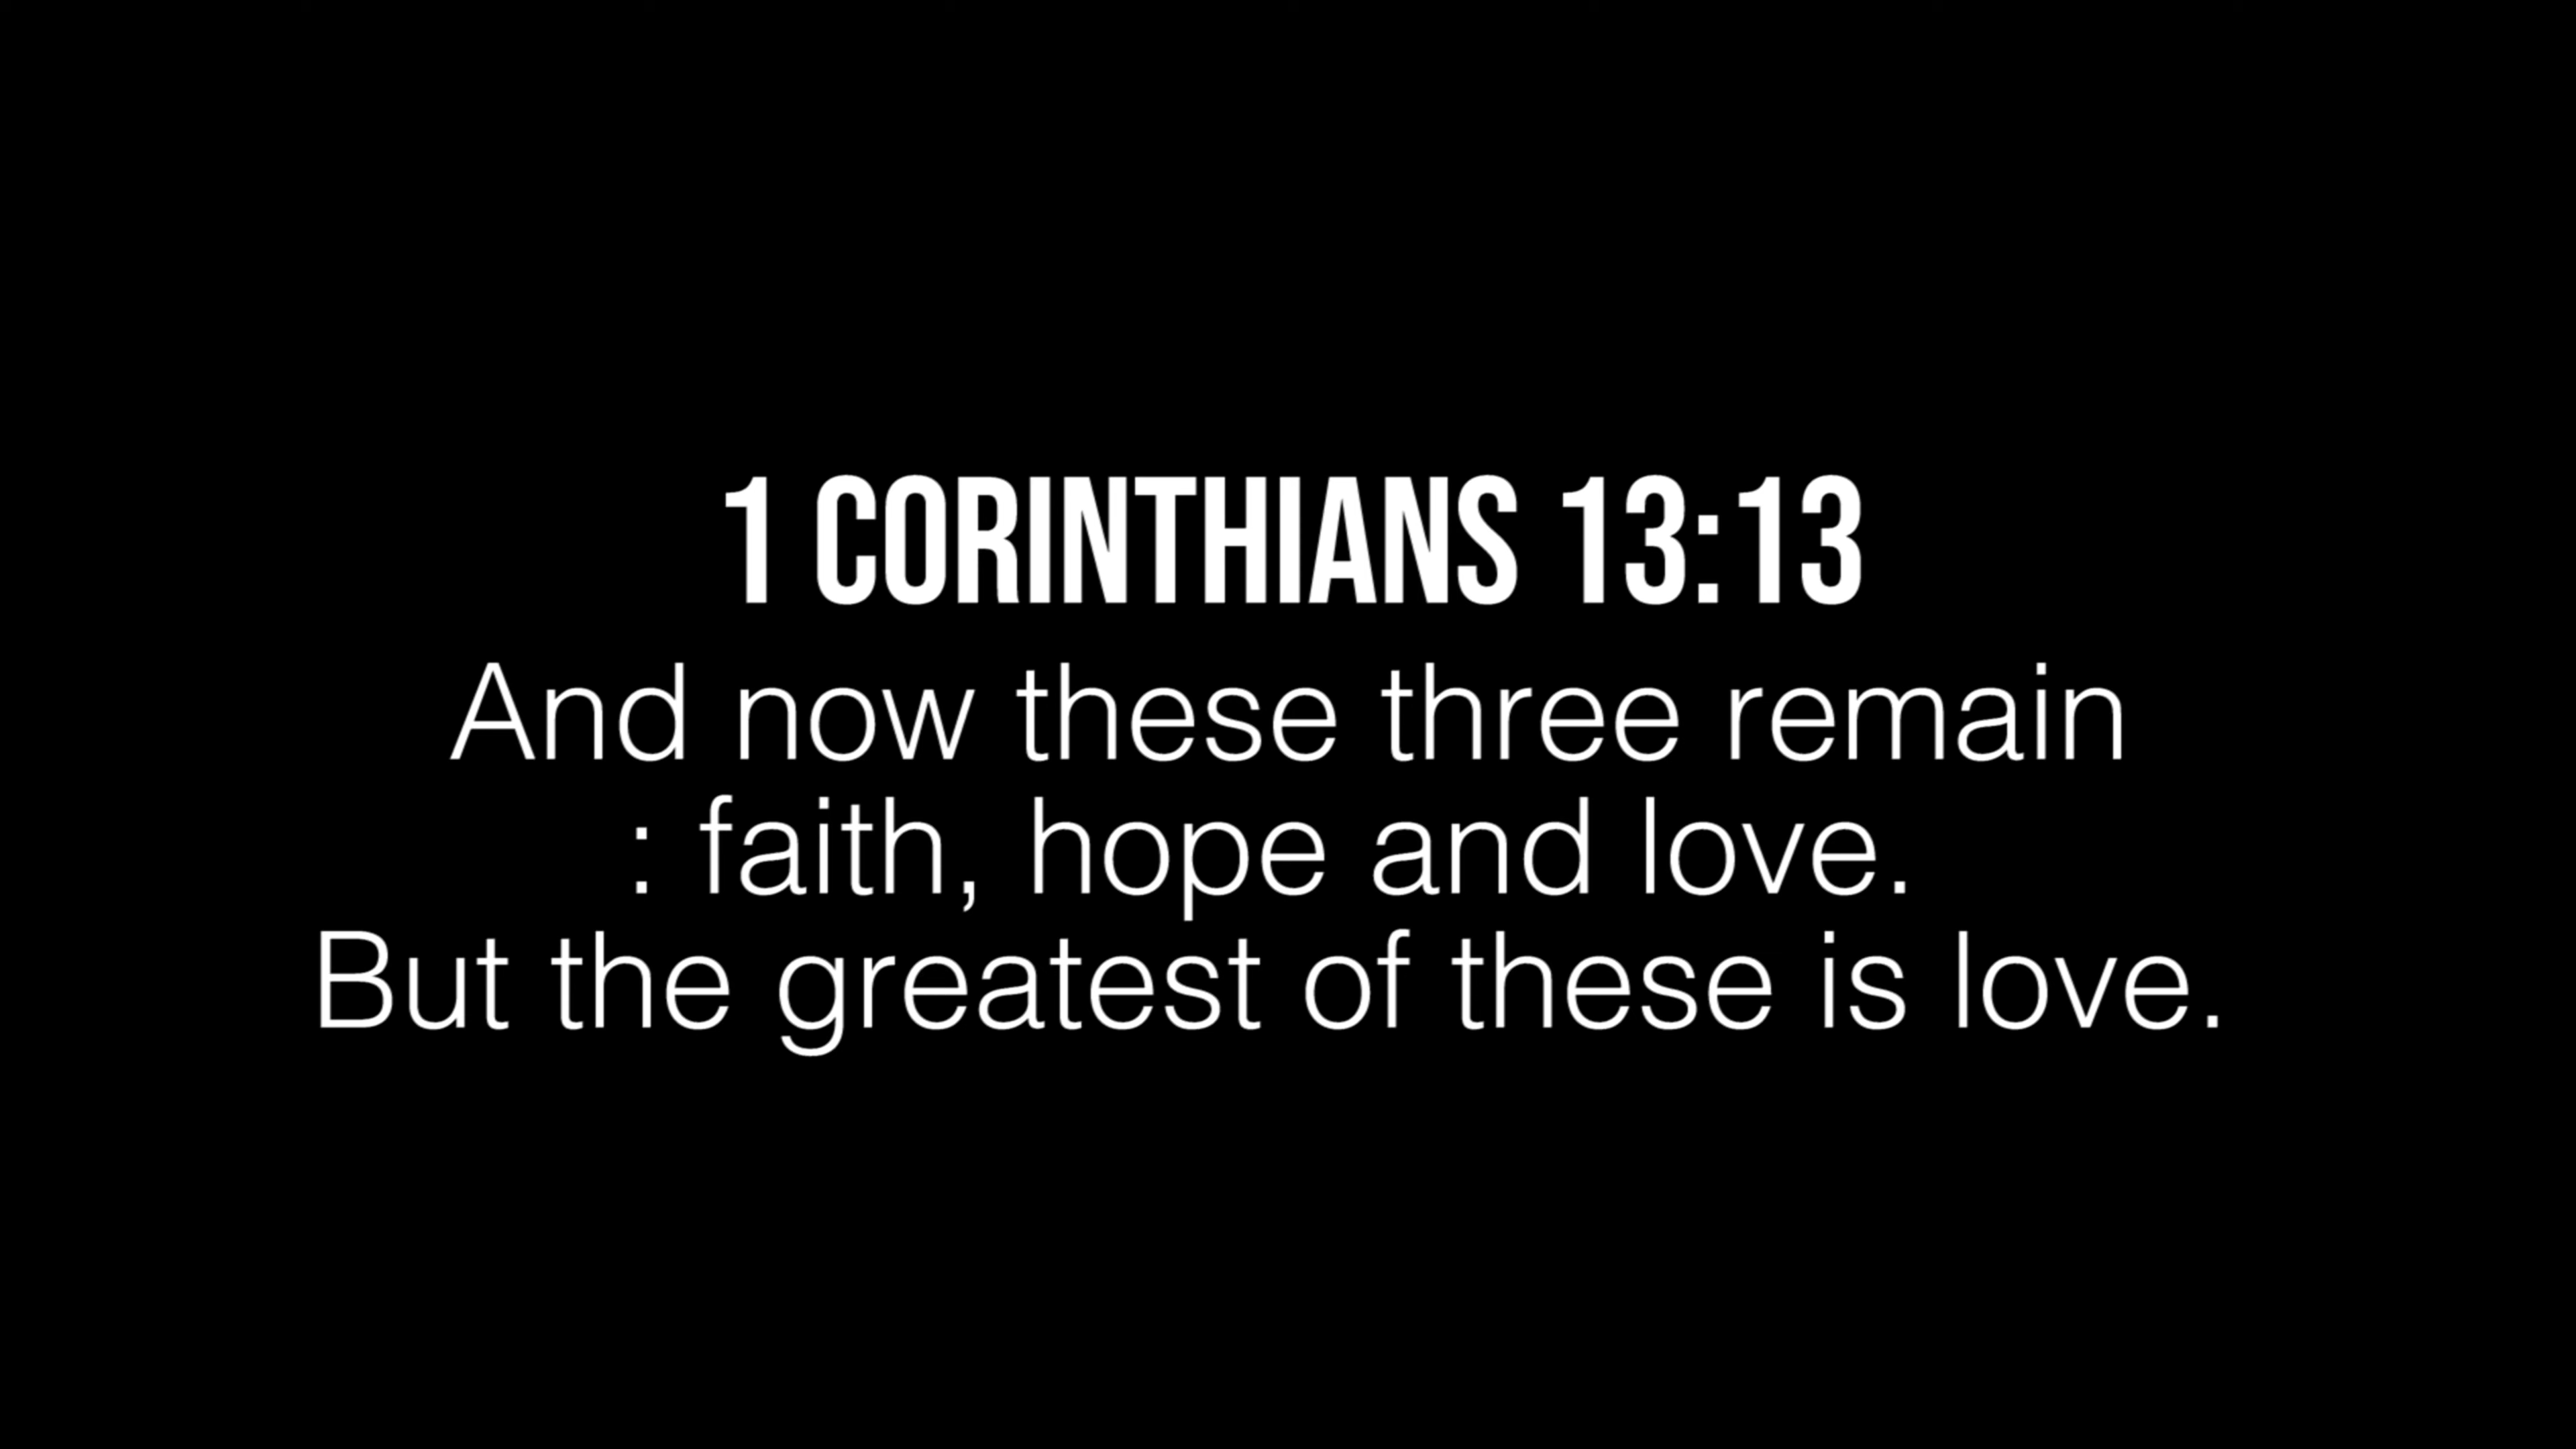 1 CORINTHIANS 13:13
And now these three remain
: faith, hope and love.
But the greatest of these is love.